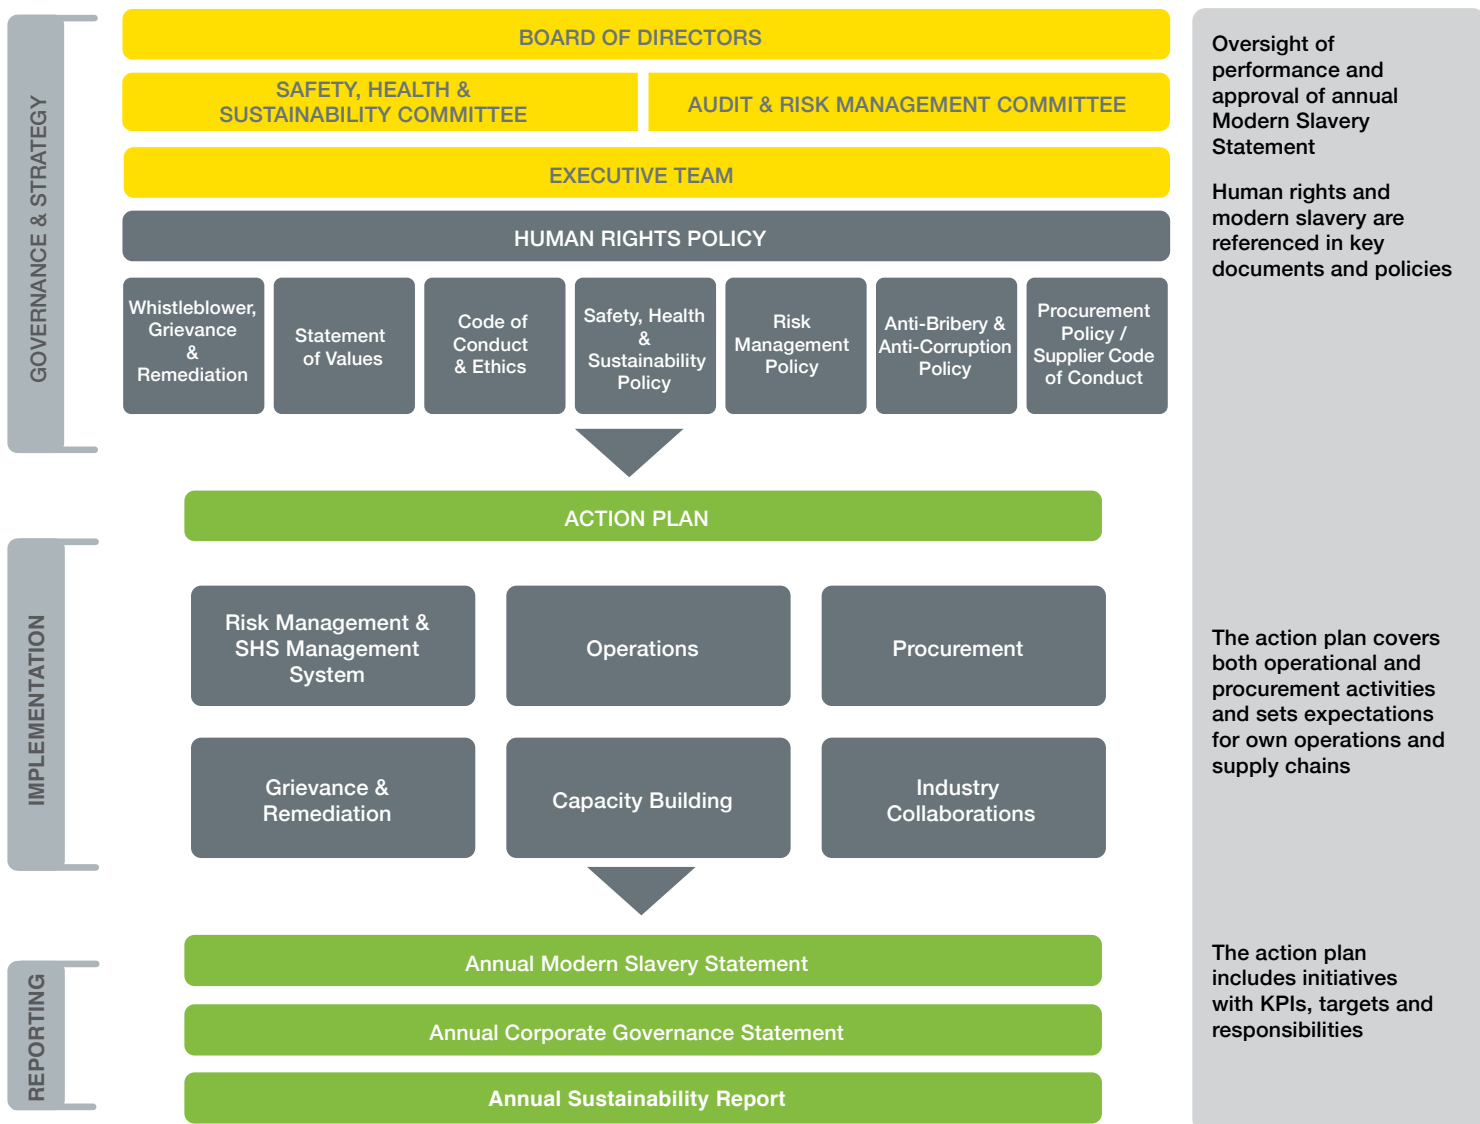 GOVERNANCE & STRATEGY
BOARD OF DIRECTORS
SAFETY, HEALTH &
SUSTAINABILITY COMMITTEE
AUDIT & RISK MANAGEMENT COMMITTEE
EXECUTIVE TEAM
HUMAN RIGHTS POLICY
Whistleblower,
Grievance
&
Remediation
Statement
of Values
Code of
Conduct
& Ethics
Safety, Health
&
Sustainability
Policy
Risk
Management
Policy
Anti-Bribery &
Anti-Corruption
Policy
Procurement
Policy /
Supplier Code
of Conduct
Oversight of
performance and
approval of annual
Modern Slavery
Statement
Human rights and
modern slavery are
referenced in key
documents and policies
IMPLEMENTATION
ACTION PLAN
Risk Management &
SHS Management
System
Operations
Procurement
Grievance &
Remediation
Capacity Building
Industry
Collaborations
The action plan covers
both operational and
procurement activities
and sets expectations
for own operations and
supply chains
REPORTING
Annual Modern Slavery Statement
Annual Corporate Governance Statement
Annual Sustainability Report
The action plan
includes initiatives
with KPIs, targets and
responsibilities